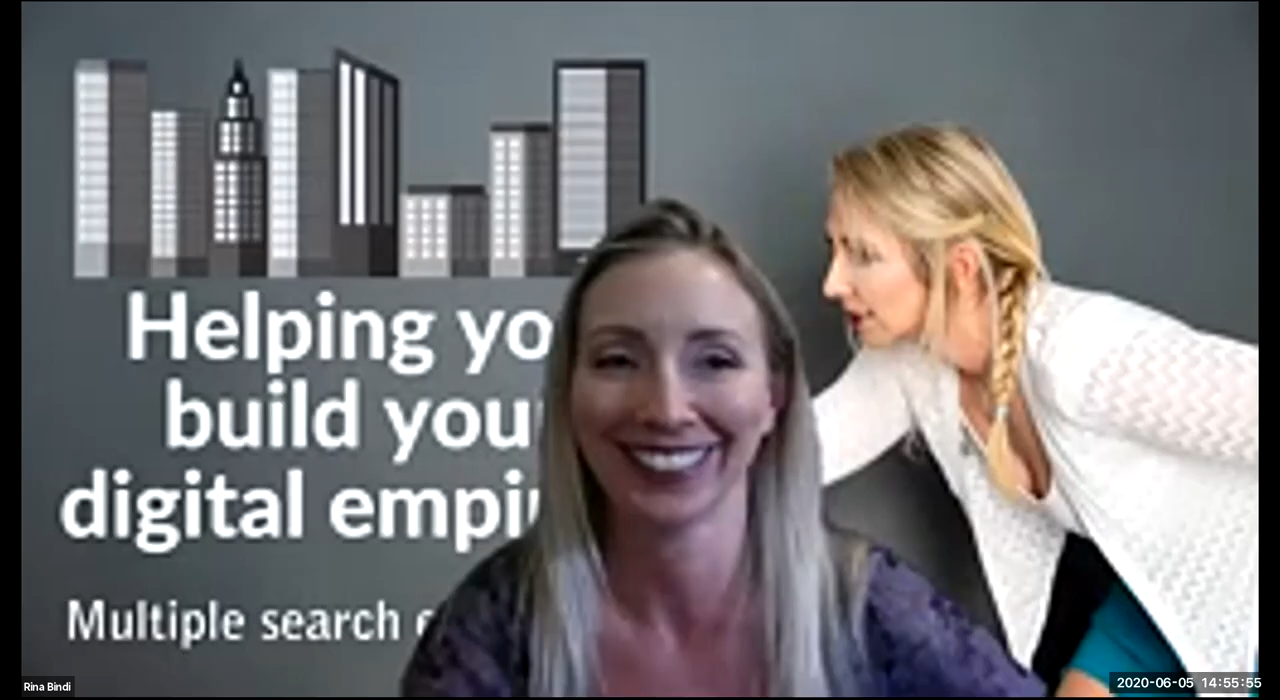 Helping yo
build you
digital empi
Multiple search
Rina Bindi
2020-06-05 14:55:55